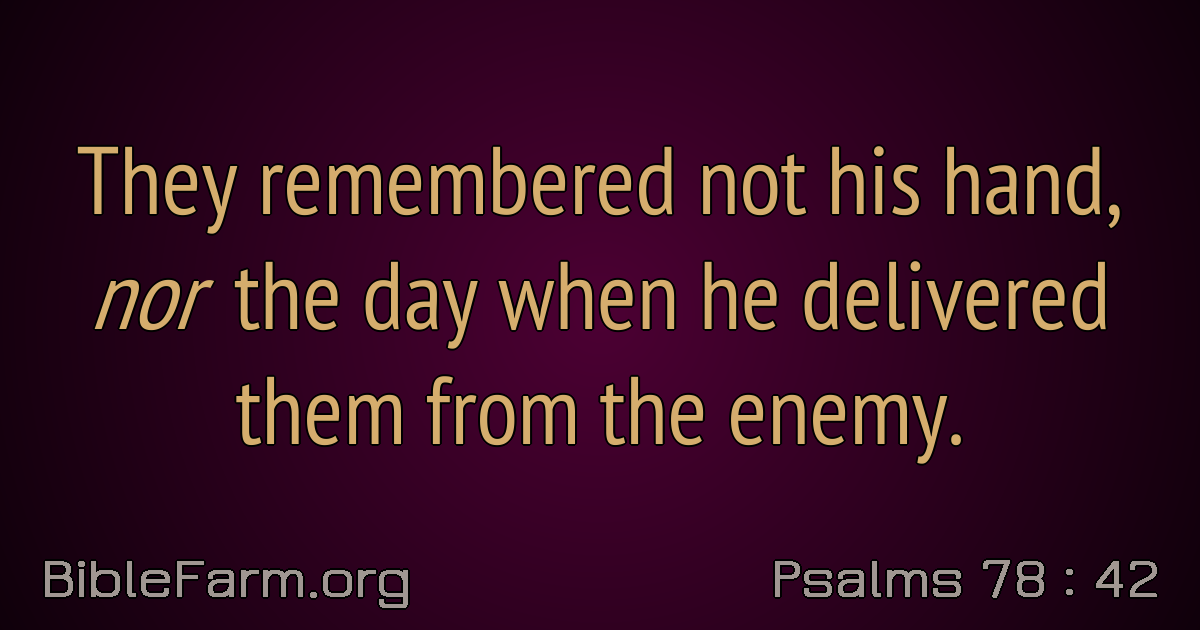 They remembered not his hand,
nor the day when he delivered
them from the enemy.
BibleFarm.org
Psalms 78 : 42